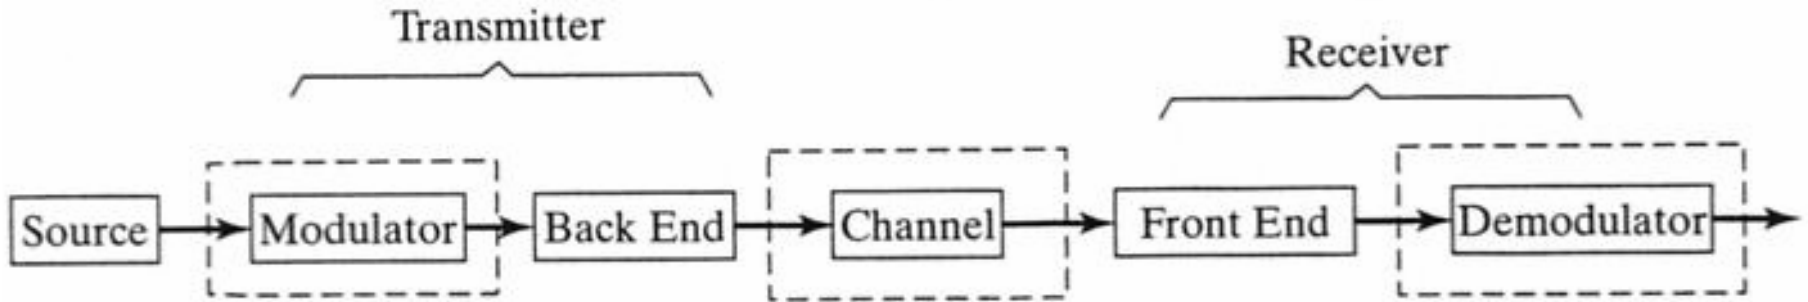 Transmitter
Receiver
Source
Modulator
Back End
Channel
Front End
Demodulator